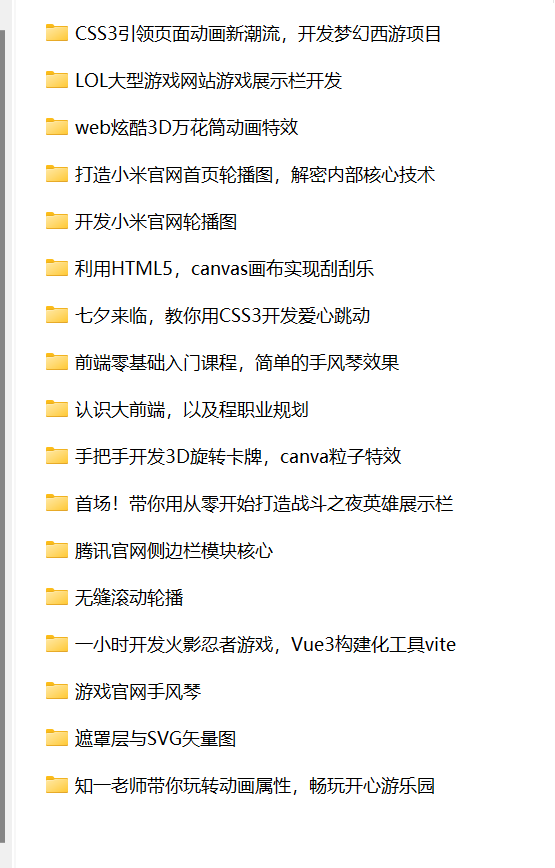 CSS3引领页面动画新潮流，开发梦幻西游项目
LOL大型游戏网站游戏展示栏开发
web炫酷3D万花筒动画特效
打造小米官网首页轮播图，解密内部核心技术
开发小米官网轮播图
利用HTML5，canvas画布实现刮刮乐
七夕来临，教你用CSS3开发爱心跳动
前端零基础入门课程，简单的手风琴效果
认识大前端，以及程职业规划
手把手开发3D旋转卡牌，canva粒子特效
首场！带你用从零开始打造战斗之夜英雄展示栏
腾讯官网侧边栏模块核心
无缝滚动轮播
一小时开发火影忍者游戏，Vue3构建化工具vite
游戏官网手风琴
遮罩层与SVG矢量图
知一老师带你玩转动画属性，畅玩开心游乐园